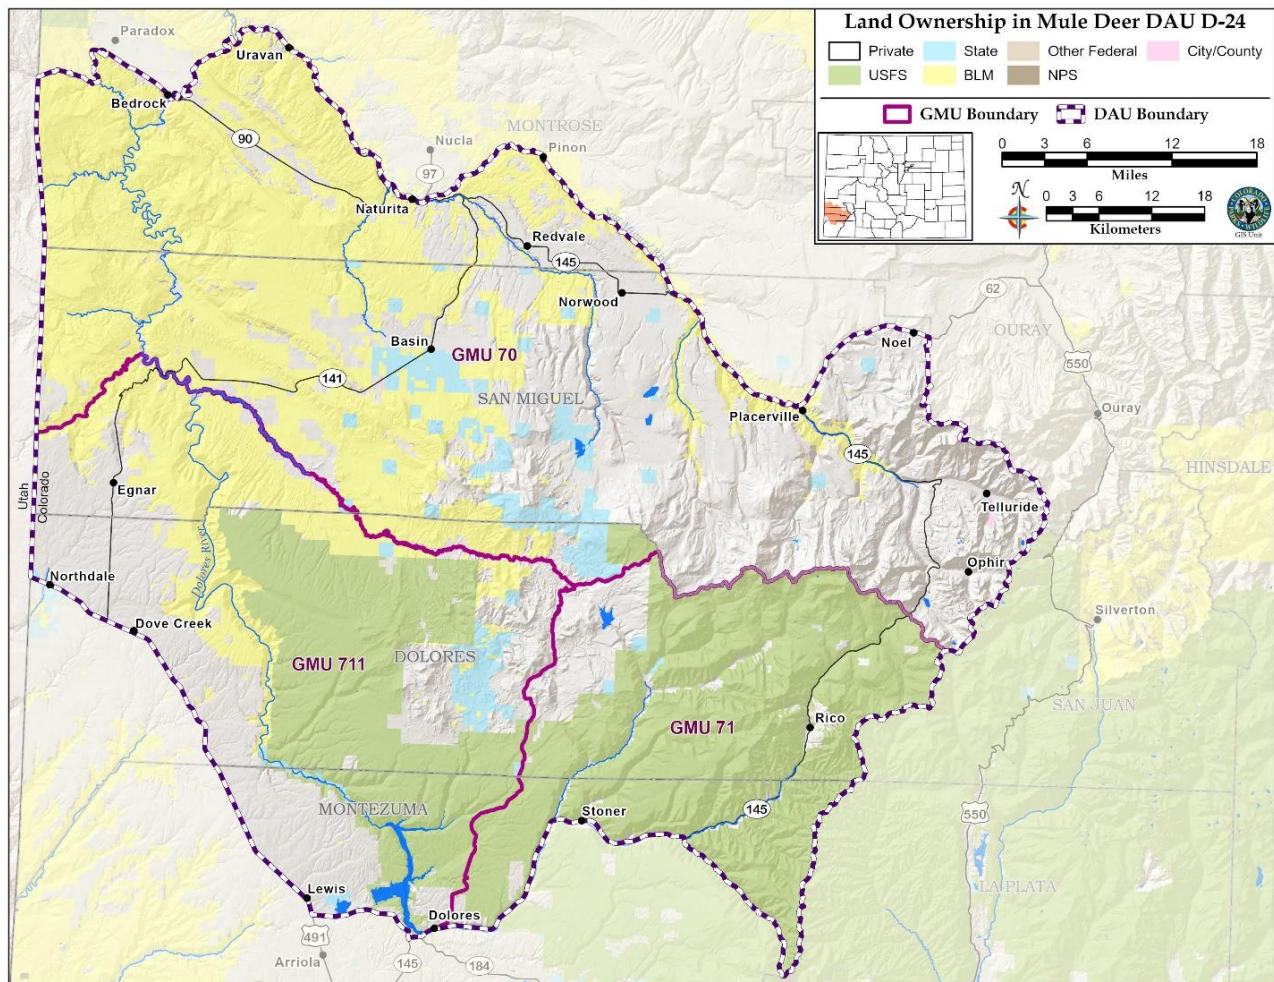 Land Ownership in Mule Deer DAU D-24
Private
State
Other Federal
City/County
USFS
BLM
NPS
GMU Boundary
DAU Boundary
0 3 6 12 18
Miles
N
0 3 6 12 18
Kilometers
GIS Unit
Paradox
Uravan
Bedrock
90
MONTROSE
Nucla
97
Pinon
Naturita
Redvale
145
Norwood
62
OURAY
Noel
550
Basin
GMU 70
141
SAN MIGUEL
Placerville
Ouray
145
HINSDALE
Utah
Colorado
Egnar
Telluride
Dolores River
Ophir
Northdale
Silverton
Dove Creek
GMU 711
DOLORES
SAN JUAN
GMU 71
Rico
MONTEZUMA
Stoner
145
550
Lewis
LA PLATA
Dolores
491
Arriola
145
184